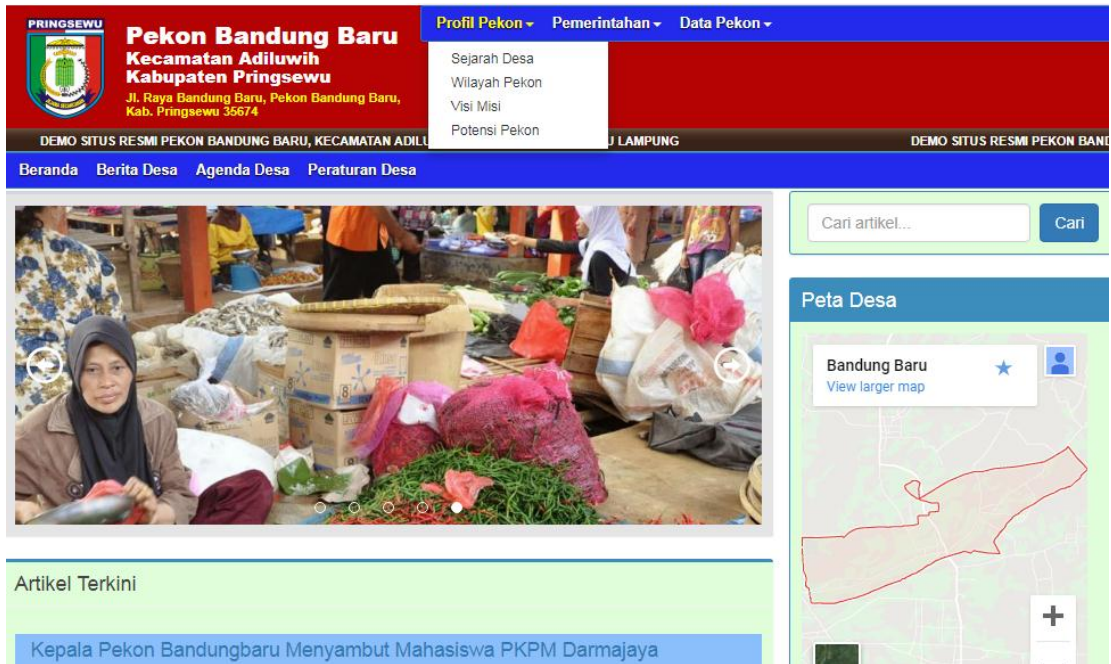 PRINGSEWU
Pekon Bandung Baru
Kecamatan Adiluwih
Kabupaten Pringsewu
Jl. Raya Bandung Baru, Pekon Bandung Baru,
Kab. Pringsewu 35674
Profil Pekon Pemerintahan Data Pekon
Sejarah Desa
Wilayah Pekon
Visi Misi
Potensi Pekon
DEMO SITUS RESMI PEKON BANDUNG BARU, KECAMATAN LAMPUNG DEMO SITUS RESMI PEKON
Beranda Berita Desa Agenda Desa Peraturan Desa
Cari artikel... Cari
Peta Desa
Bandung Baru
View larger map
Artikel Terkini
Kepala Pekon Bandungbaru Menyambut Mahasiswa PKPM Darmajaya